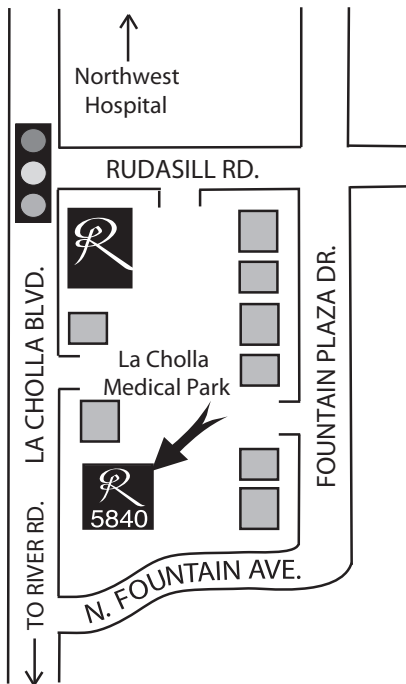 Northwest
Hospital
RUDASILL RD.
R
LA CHOLLA BLVD.
FOUNTAIN PLAZA DR.
La Cholla
Medical Park
R
5840
TO RIVER RD.
N. FOUNTAIN AVE.